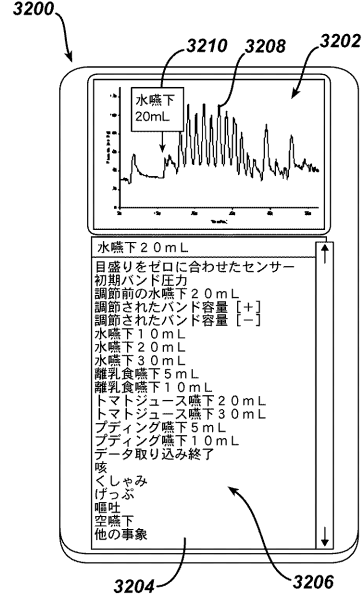 3200
3210
3208
3202
水嚥下
20mL
水嚥下20mL
目盛りをゼロに合わせたセンサー
初期バンド圧力
調節前の水嚥下20mL
調節されたバンド容量[+]
調節されたバンド容量[-]
水嚥下10mL
水嚥下20mL
水嚥下30mL
離乳食嚥下5mL
離乳食嚥下10mL
トマトジュース嚥下20mL
トマトジュース嚥下30mL
プディング嚥下5mL
プディング嚥下10mL
データ取り込み終了
咳
くしゃみ
げっぷ
嘔吐
空嚥下
他の事象
3204
3206